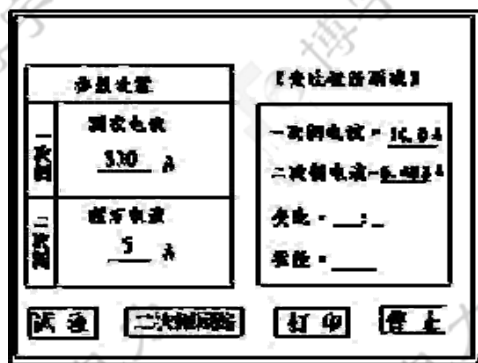 参数设置
一次侧
测试电流
A
二次侧
额定电流
5 A
【变比极性测试】
一次侧电流=
二次侧电流=
变比=__:_
极性=____
试验
打印
停止